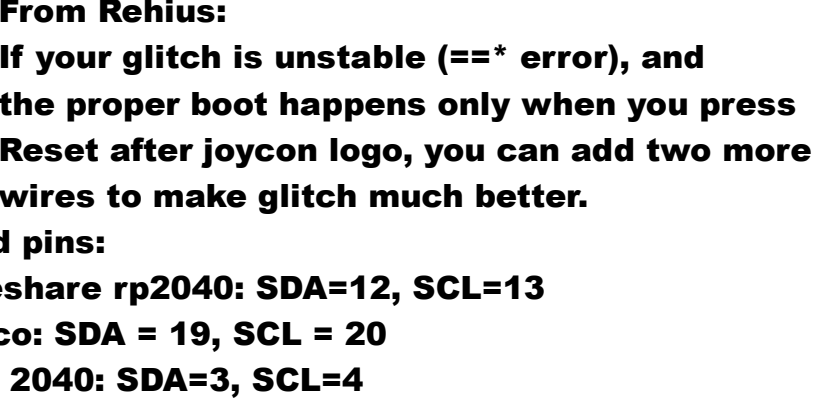 From Rehius:
If your glitch is unstable (==* error), and
the proper boot happens only when you press
Reset after joycon logo, you can add two more
wires to make glitch much better.
pins:
rp2040: SDA=12, SCL=13
SDA = 19, SCL = 20
2040: SDA=3, SCL=4